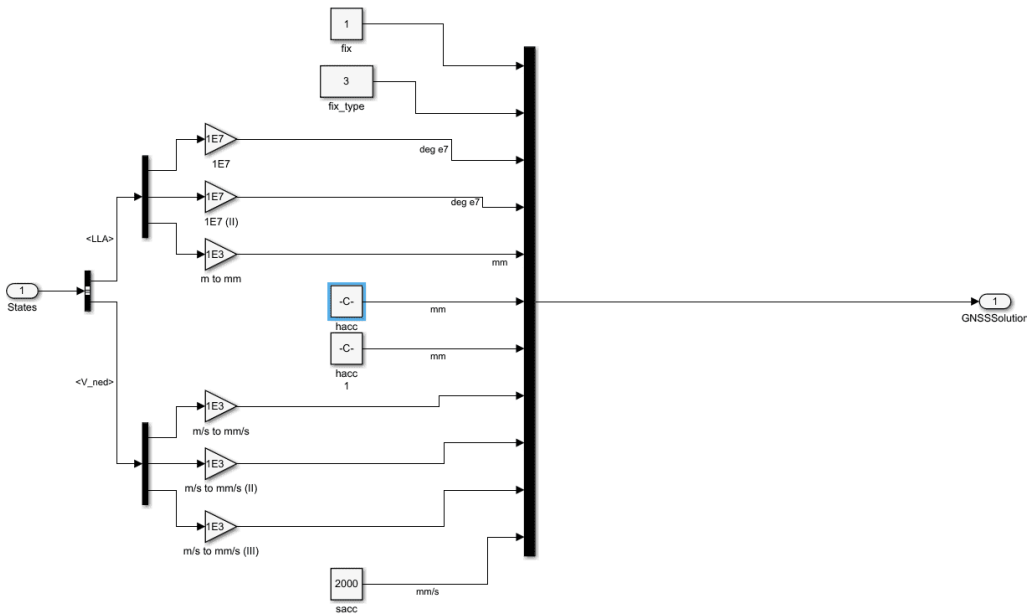 1
fix
3
fix_type
1E7
1E7
deg e7
1E7
1E7 (II)
deg e7
<LLA>
1E3
m to mm
mm
1
States
-C-
hacc
mm
1
GNSSSolution
-C-
hacc
1
mm
<V_ned>
1E3
m/s to mm/s
1E3
m/s to mm/s (II)
1E3
m/s to mm/s (III)
2000
sacc
mm/s